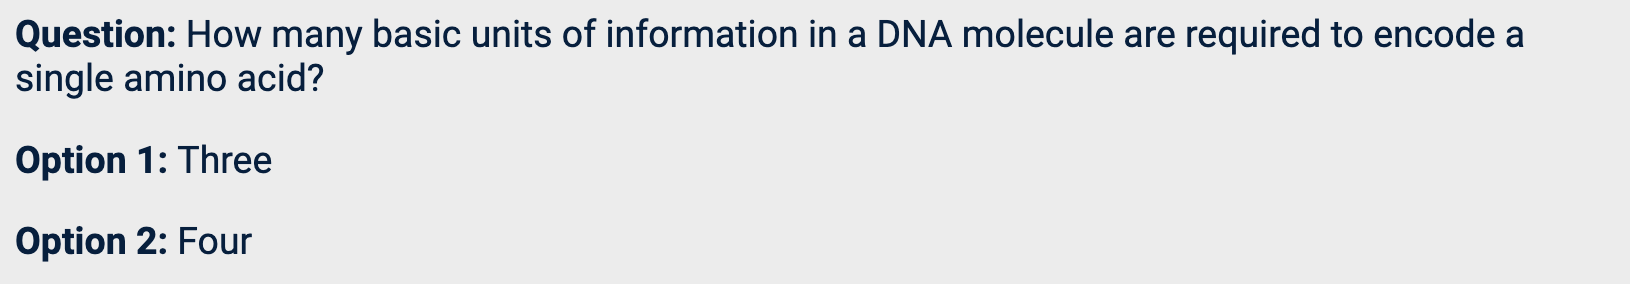 Question: How many basic units of information in a DNA molecule are required to encode a
single amino acid?
Option 1: Three
Option 2: Four